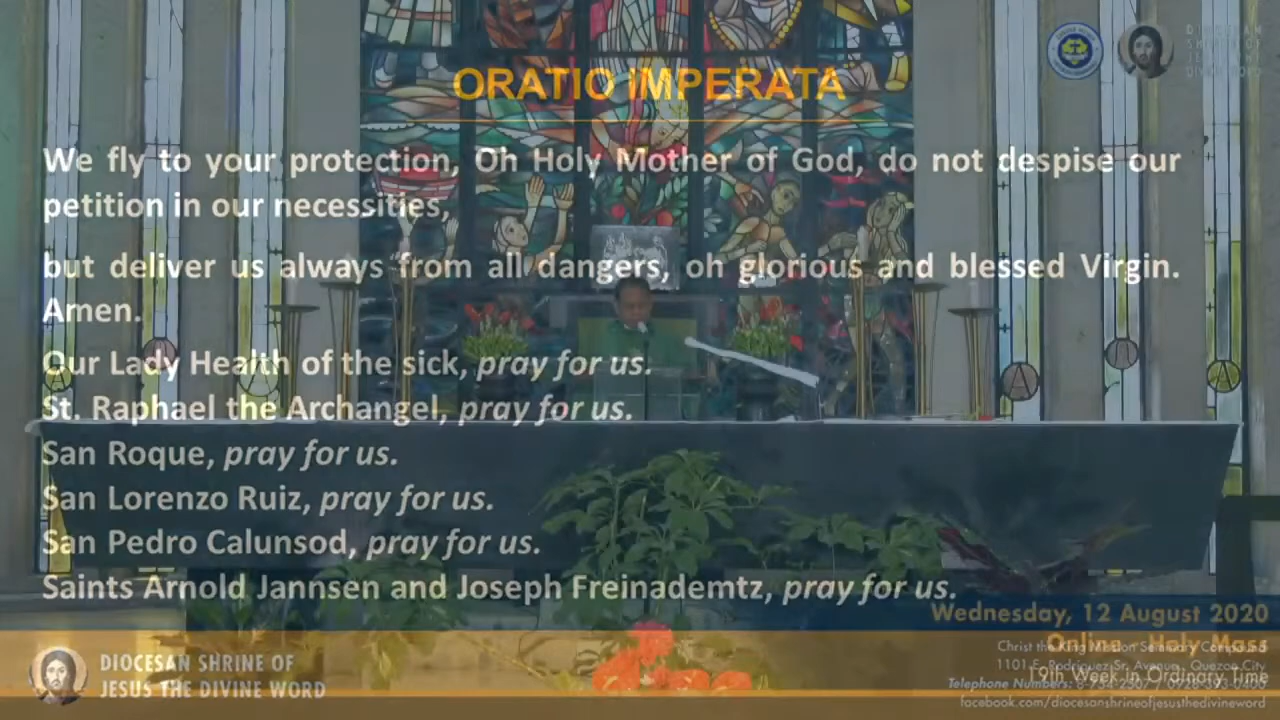 ORATIO IMPERATA
We fly to your protection, Oh Holy Mother of God, do not despise our
petition in our necessities,
but deliver us always from all dangers, oh glorious and blessed Virgin.
Amen.
Our Lady Health of the sick, pray for us.
St. Raphael the Archangel, pray for us.
San Roque, pray for us.
San Lorenzo Ruiz, pray for us.
San Pedro Calunsod, pray for us.
Saints Arnold Jannsen and Joseph Freinademtz, pray for us.
Wednesday, 12 August 2020
Online Holy Mass
Christ the King Mission Seminary Compound
1101 E. Rodriguez Sr. Avenue, Quezon City
19th Week in Ordinary Time
Telephone Numbers:
facebook.com/diocesanshrineofjesusthedivineword
DIOCESAN SHRINE OF
JESUS THE DIVINE WORD